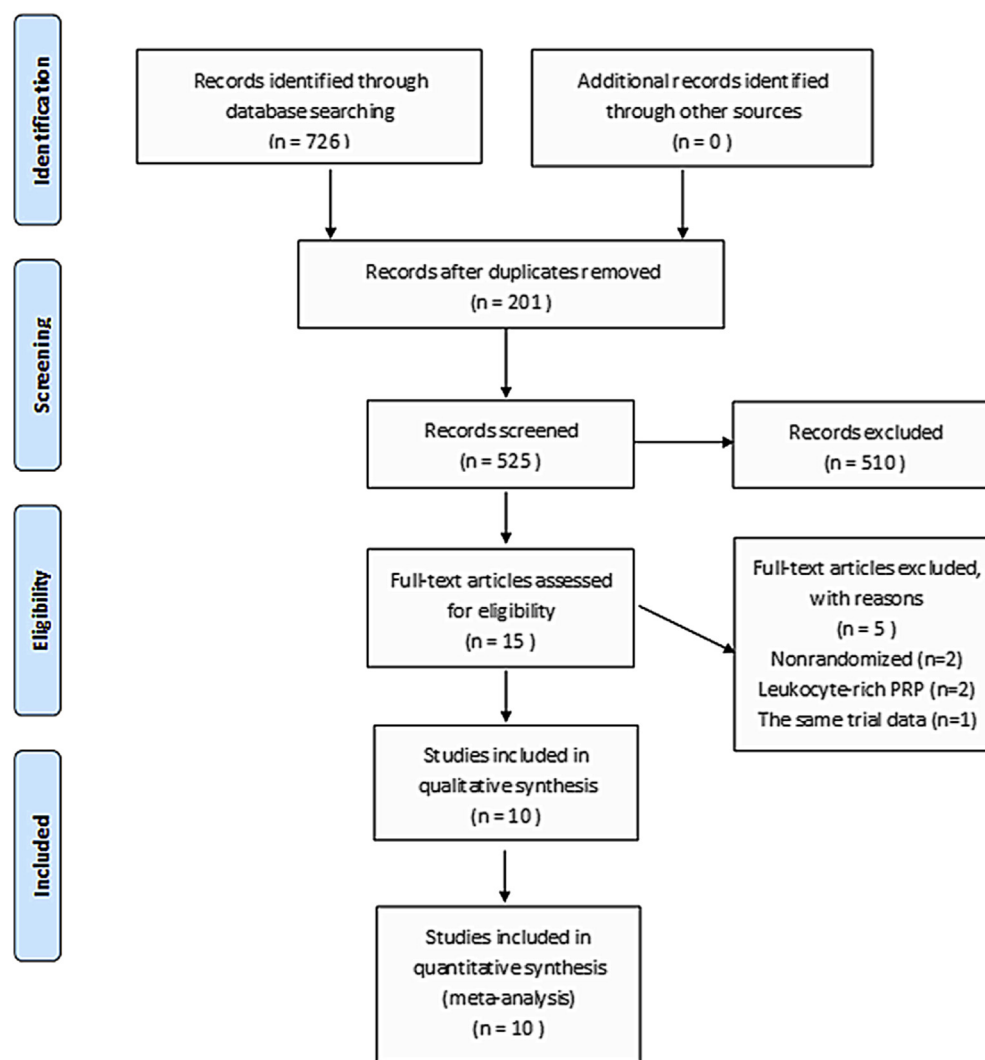 Identification
Records identified through
database searching
(n = 726)
Additional records identified
through other sources
(n = 0 )
Screening
Records after duplicates removed
(n = 201 )
Records screened
(n = 525 )
Records excluded
(n = 510 )
Eligibility
Full-text articles assessed
for eligibility
(n = 15 )
Full-text articles excluded,
with reasons
(n = 5 )
Nonrandomized (n=2)
Leukocyte-rich PRP (n=2)
The same trial data (n=1)
Included
Studies included in
qualitative synthesis
(n = 10 )
Studies included in
quantitative synthesis
(meta-analysis)
(n = 10 )